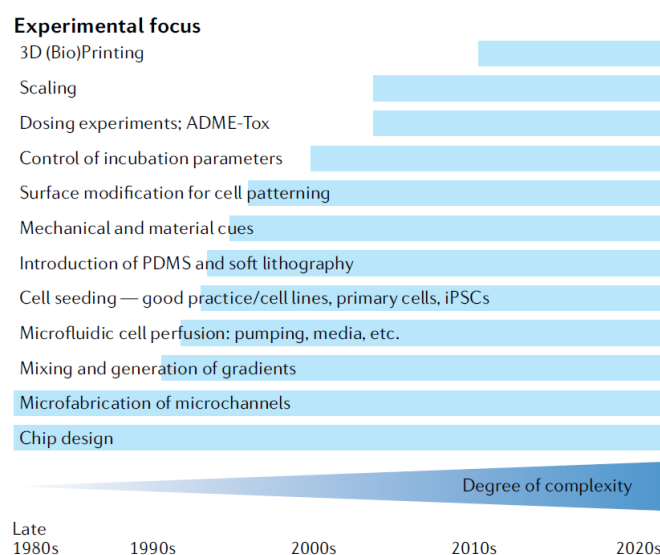 Experimental focus
3D (Bio)Printing
Scaling
Dosing experiments; ADME-Tox
Control of incubation parameters
Surface modification for cell patterning
Mechanical and material cues
Introduction of PDMS and soft lithography
Cell seeding — good practice/cell lines, primary cells, iPSCs
Microfluidic cell perfusion: pumping, media, etc.
Mixing and generation of gradients
Microfabrication of microchannels
Chip design
Degree of complexity
Late
1980s 1990s 2000s 2010s 2020s